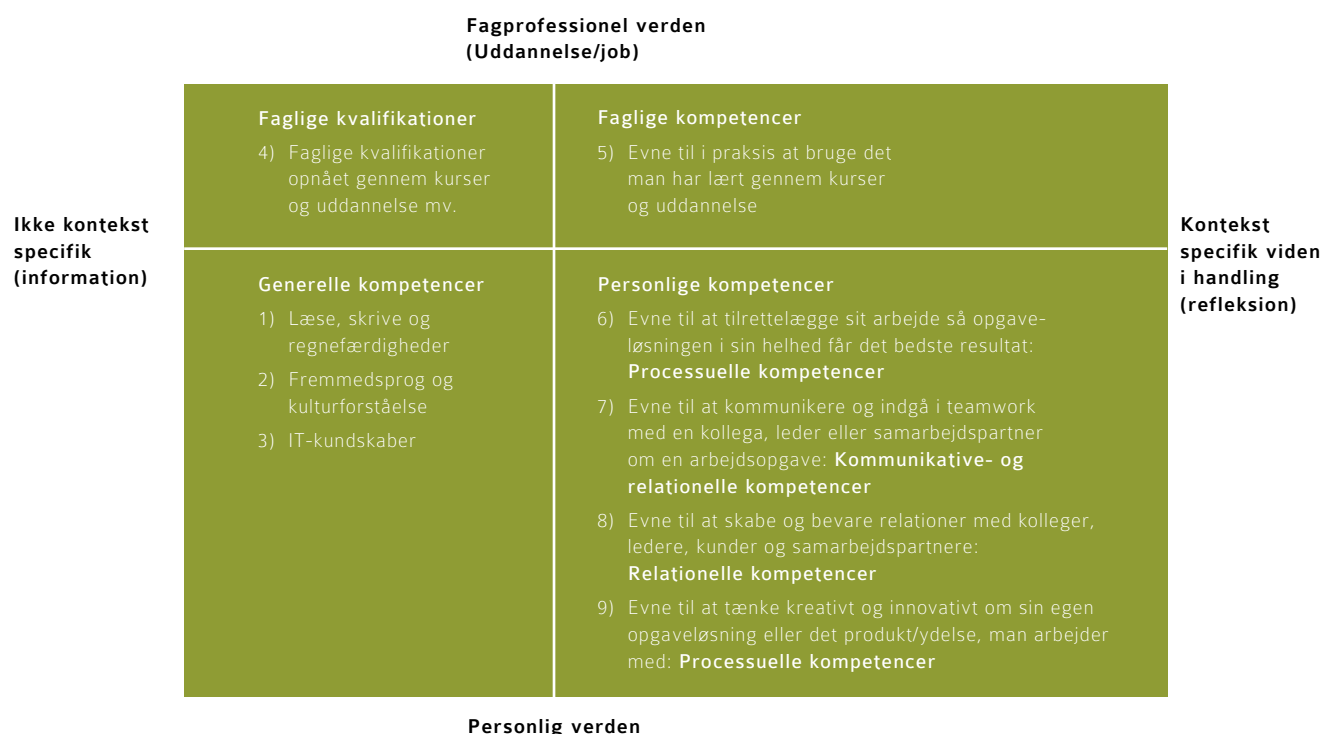 Fagprofessionel verden
(Uddannelse/job)
Ikke kontekst
specifik
(information)
Faglige kvalifikationer
4) Faglige kvalifikationer
opnået gennem kurser
og uddannelse mv.
Faglige kompetencer
5) Evne til i praksis at bruge det
man har lært gennem kurser
og uddannelse
Generelle kompetencer
1) Læse, skrive og
regnefærdigheder
2) Fremmedsprog og
kulturforståelse
3) IT-kundskaber
Personlige kompetencer
6) Evne til at tilrettelægge sit arbejde så opgave-
løsningen i sin helhed får det bedste resultat:
Processuelle kompetencer
7) Evne til at kommunikere og indgå i teamwork
med en kollega, leder eller samarbejdspartner
om en arbejdsopgave: Kommunikative- og
relationelle kompetencer
8) Evne til at skabe og bevare relationer med kolleger,
ledere, kunder og samarbejdspartnere:
Relationelle kompetencer
9) Evne til at tænke kreativt og innovativt om sin egen
opgaveløsning eller det produkt/ydelse, man arbejder
med: Processuelle kompetencer
Kontekst
specifik viden
i handling
(refleksion)
Personlig verden